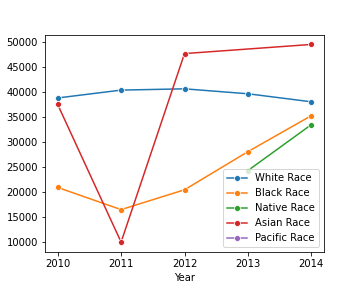 50000
45000
40000
35000
30000
25000
20000
15000
10000
White Race
Black Race
Native Race
Asian Race
Pacific Race
2010 2011 2012 2013 2014
Year